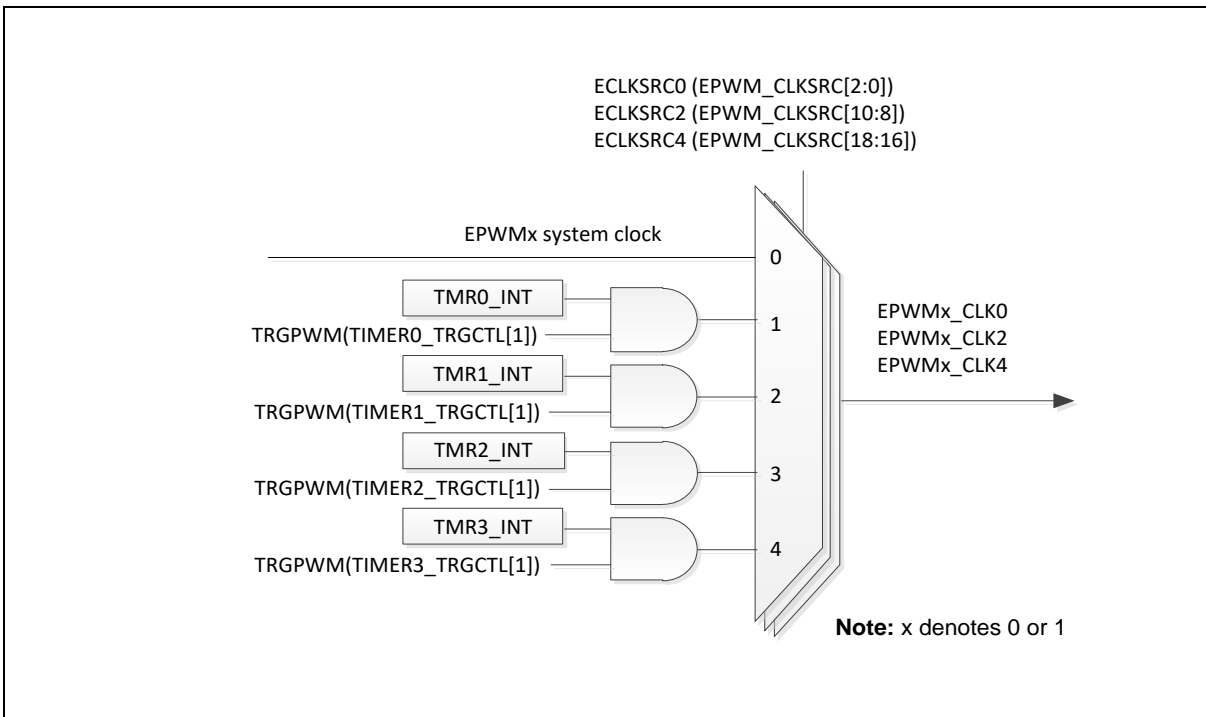 ECLKSRC0 (EPWM_CLKSRC[2:0])
ECLKSRC2 (EPWM_CLKSRC[10:8])
ECLKSRC4 (EPWM_CLKSRC[18:16])
EPWMx system clock
0
TMR0_INT
TRGPWM(TIMER0_TRGCTL[1])
1
TMR1_INT
TRGPWM(TIMER1_TRGCTL[1])
2
TMR2_INT
TRGPWM(TIMER2_TRGCTL[1])
3
TMR3_INT
TRGPWM(TIMER3_TRGCTL[1])
4
EPWMx_CLK0
EPWMx_CLK2
EPWMx_CLK4
Note: x denotes 0 or 1